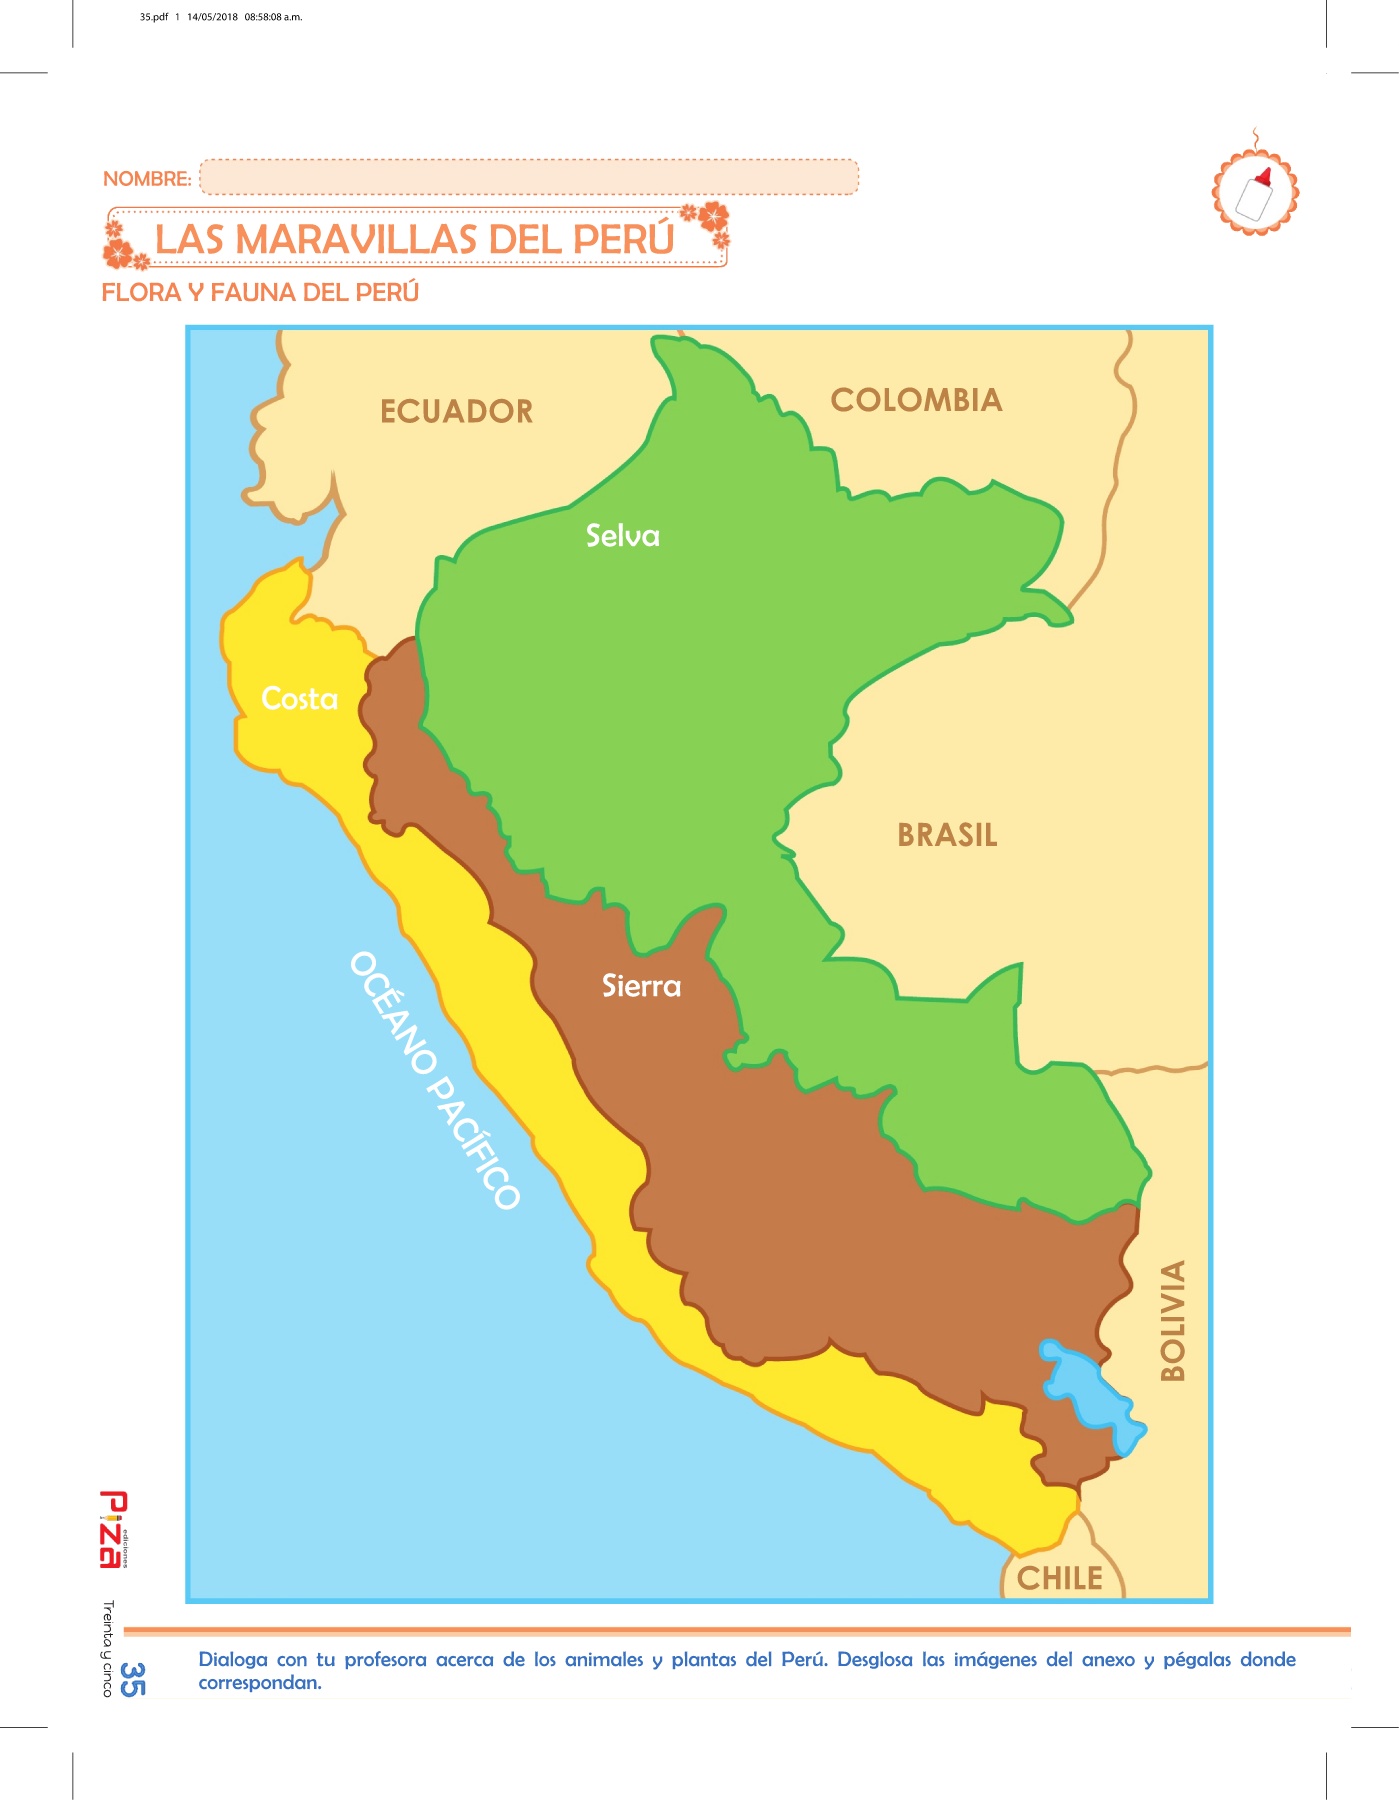 35.pdf 1 14/05/2018 08:58:08 a.m.
NOMBRE:
LAS MARAVILLAS DEL PERÚ
FLORA Y FAUNA DEL PERÚ
ECUADOR
COLOMBIA
Selva
Costa
BRASIL
Sierra
OCÉANO PACÍFICO
BOLIVIA
CHILE
Piza
ediciones
Treinta y cinco
35
Dialoga con tu profesora acerca de los animales y plantas del Perú. Desglosa las imágenes del anexo y pégalas donde
correspondan.